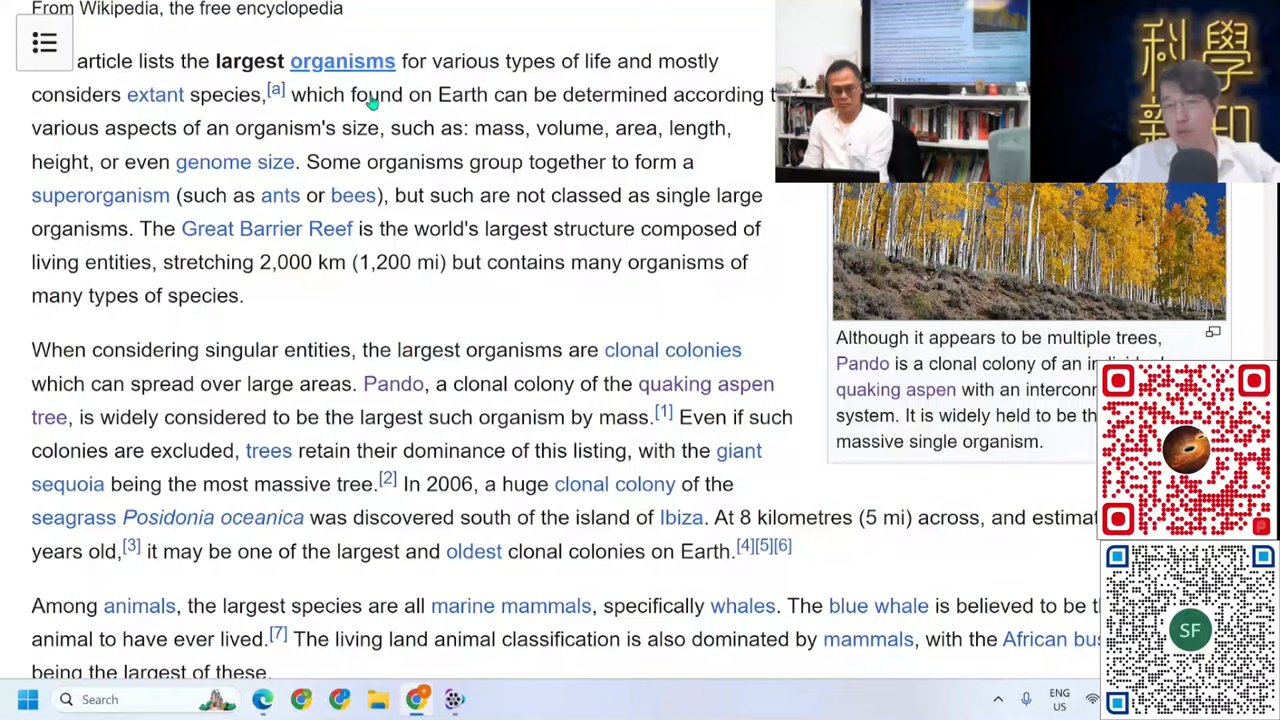 From Wikipedia, the free encyclopedia
article lists the largest organisms for various types of life and mostly
considers extant species,[a] which found on Earth can be determined according
various aspects of an organism's size, such as: mass, volume, area, length,
height, or even genome size. Some organisms group together to form a
superorganism (such as ants or bees), but such are not classed as single large
organisms. The Great Barrier Reef is the world's largest structure composed of
living entities, stretching 2,000 km (1,200 mi) but contains many organisms of
many types of species.
When considering singular entities, the largest organisms are clonal colonies
which can spread over large areas. Pando, a clonal colony of the quaking aspen
tree, is widely considered to be the largest such organism by mass.[1] Even if such
colonies are excluded, trees retain their dominance of this listing, with the giant
sequoia being the most massive tree.[2] In 2006, a huge clonal colony of the
seagrass Posidonia oceanica was discovered south of the island of Ibiza. At 8 kilometres (5 mi) across, and
years old,[3] it may be one of the largest and oldest clonal colonies on Earth.[4][5][6]
Among animals, the largest species are all marine mammals, specifically whales. The blue whale is believed to be
animal to have ever lived.[7] The living land animal classification is also dominated by mammals, with the African
being the largest of these.
Although it appears to be multiple trees,
Pando is a clonal colony of an
quaking aspen with an
system. It is widely held to be
massive single organism.
科學
新知
SF
Search
ENG
US